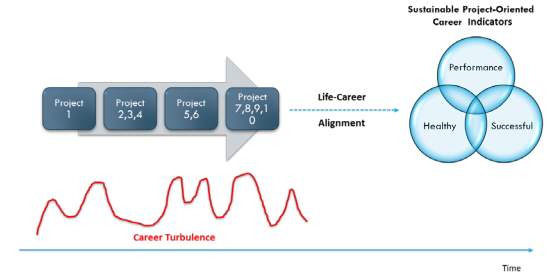 Sustainable Project-Oriented
Career Indicators
Project
1
Project
2,3,4
Project
5,6
Project
7,8,9,1
0
Life-Career
Alignment
Performance
Healthy
Successful
Career Turbulence
Time